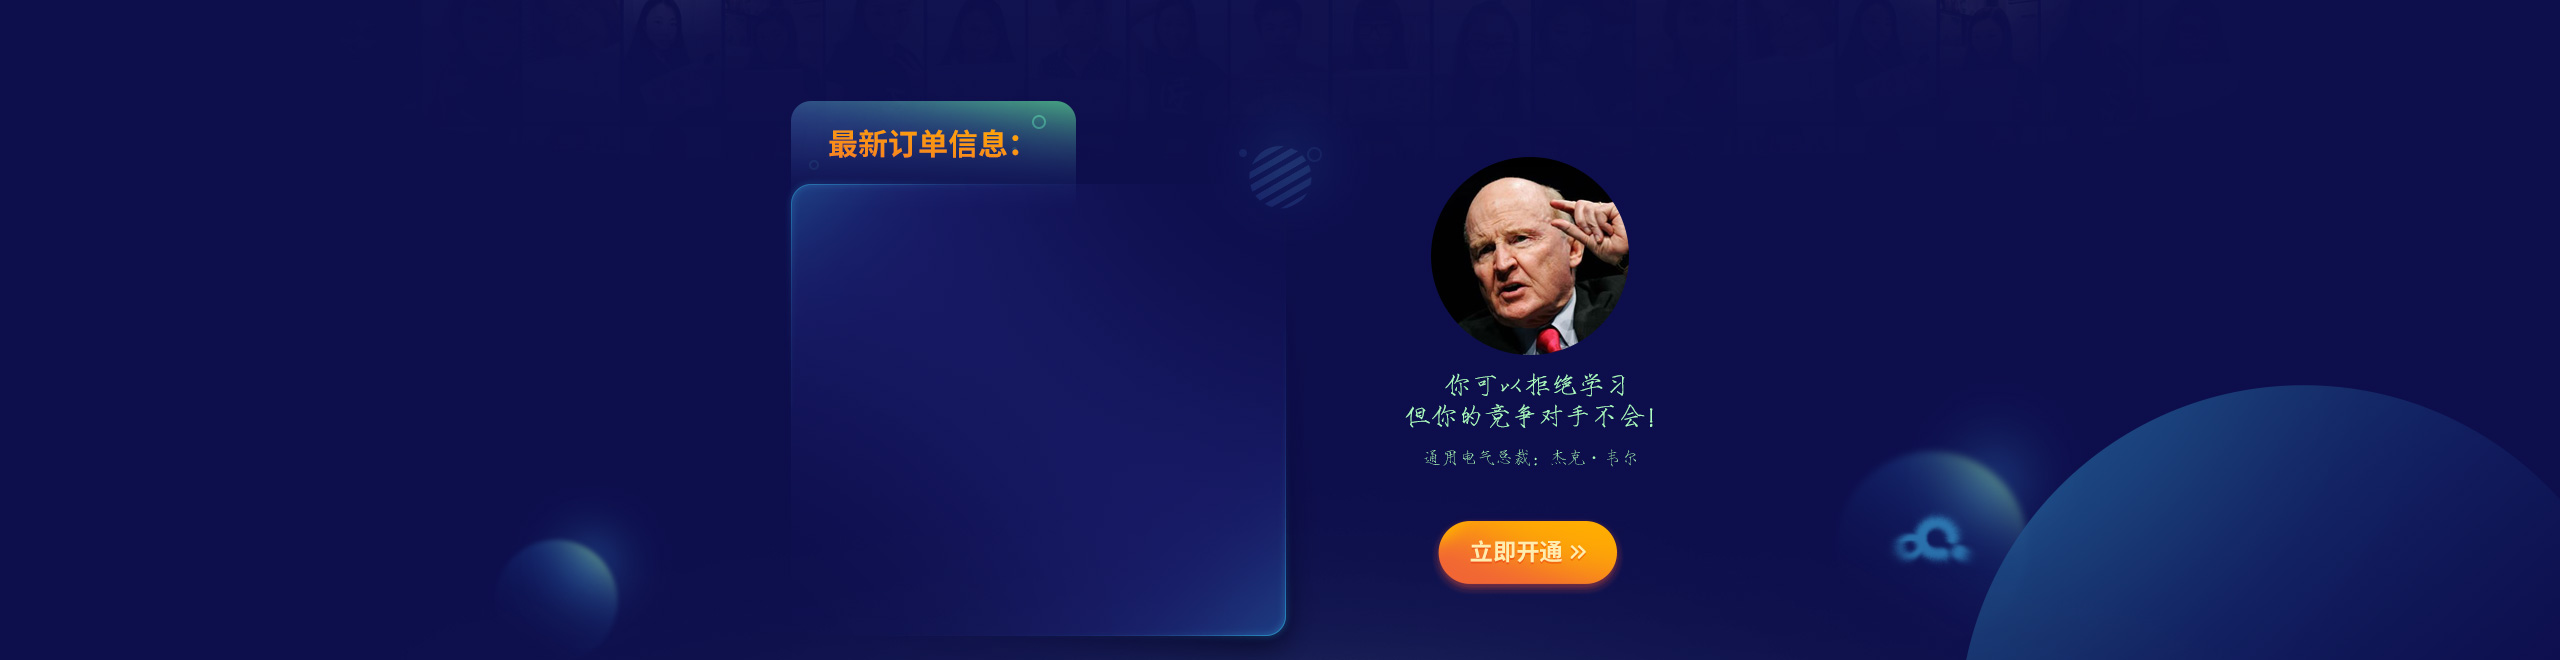 最新订单信息：
你可以拒绝学习
但你的竞争对手不会！
通用电气总裁：杰克·韦尔
立即开通 »